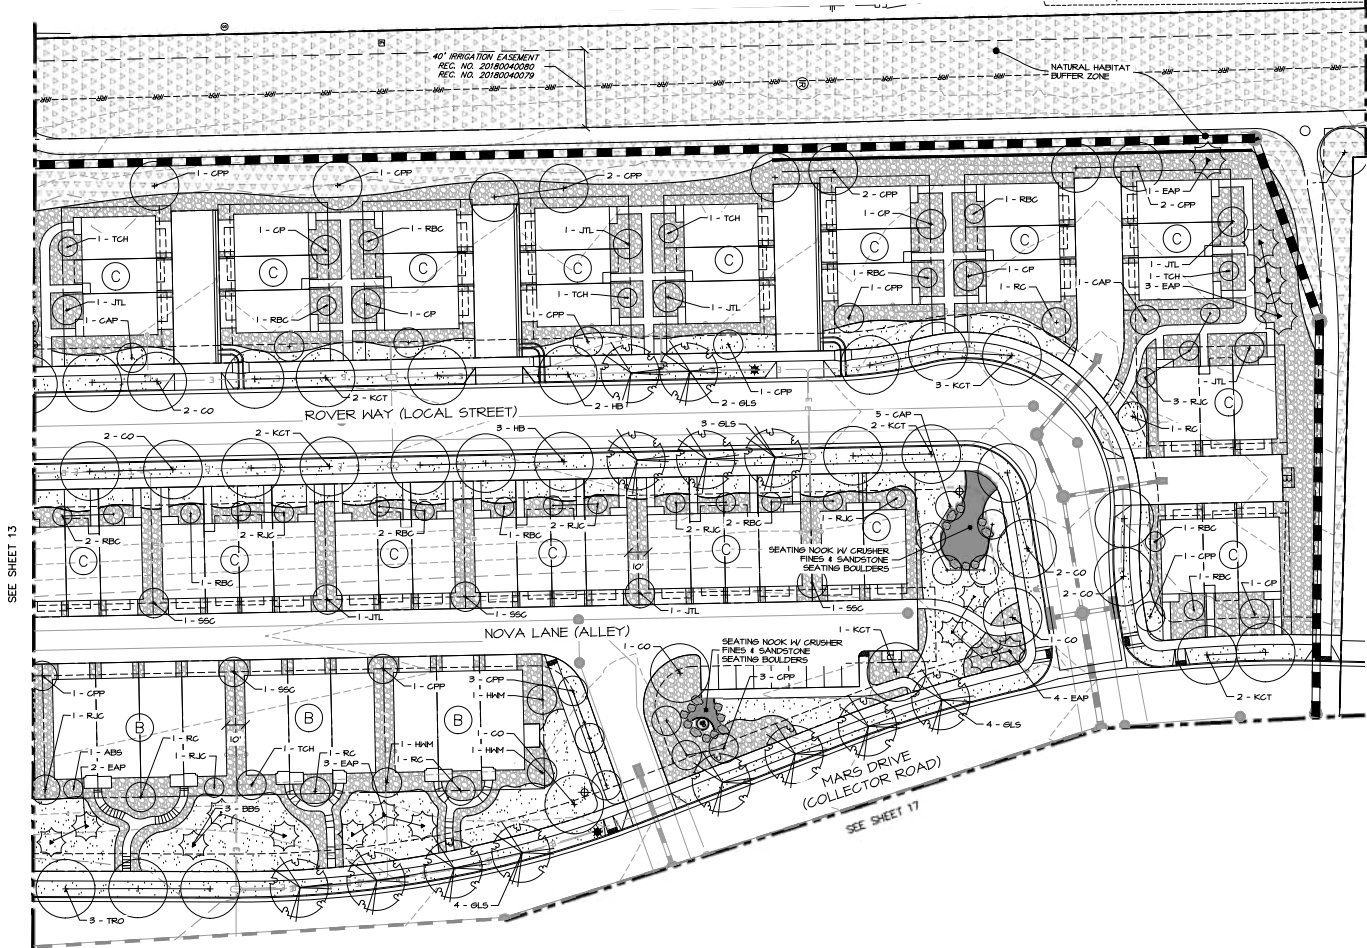 40' IRRIGATION EASEMENT
REC. NO. 20180040080
REC. NO. 20180040079
NATURAL HABITAT
BUFFER ZONE
1 - CPP
1 - CPP
2 - CPP
2 - CPP
1 - EAP
2 - CPP
1 - TCH
1 - CP
1 - RBC
1 - JTL
1 - TCH
1 - CP
1 - RBC
C
C
C
C
C
C
C
C
1 - JTL
1 - TCH
3 - EAP
1 - JTL
1 - CAP
1 - RBC
1 - CP
1 - TCH
1 - CPP
1 - JTL
1 - RBC
1 - CPP
1 - CP
1 - RC
1 - CAP
2 - CO
2 - KCT
2 - HB
2 - GLS
1 - CPP
3 - KCT
1 - JTL
3 - RJC
C
1 - RC
ROVER WAY (LOCAL STREET)
2 - CO
2 - KCT
3 - HB
3 - GLS
5 - CAP
2 - KCT
2 - RBC
1 - RBC
2 - RJC
2 - RBC
1 - RBC
2 - RJC
2 - RJC
2 - RBC
1 - RJC
C
C
C
C
C
C
10'
SEATING NOOK W/ CRUSHER
FINES & SANDSTONE
SEATING BOULDERS
1 - SSC
1 - JTL
1 - SSC
1 - JTL
1 - SSC
2 - CO
2 - CO
1 - RBC
1 - CPP
C
1 - RBC
1 - CP
SEE SHEET 13
NOVA LANE (ALLEY)
1 - CO
SEATING NOOK W/ CRUSHER
FINES & SANDSTONE
SEATING BOULDERS
3 - CPP
1 - KCT
1 - CO
4 - EAP
2 - KCT
4 - GLS
1 - CPP
1 - SSC
1 - CPP
3 - CPP
1 - HWM
1 - RJC
B
B
B
10'
1 - RC
1 - CO
1 - HWM
1 - ABS
2 - EAP
1 - RJC
1 - TCH
1 - RC
3 - EAP
1 - HWM
1 - RC
3 - BBS
MARS DRIVE
(COLLECTOR ROAD)
SEE SHEET 17
3 - TRO
4 - GLS